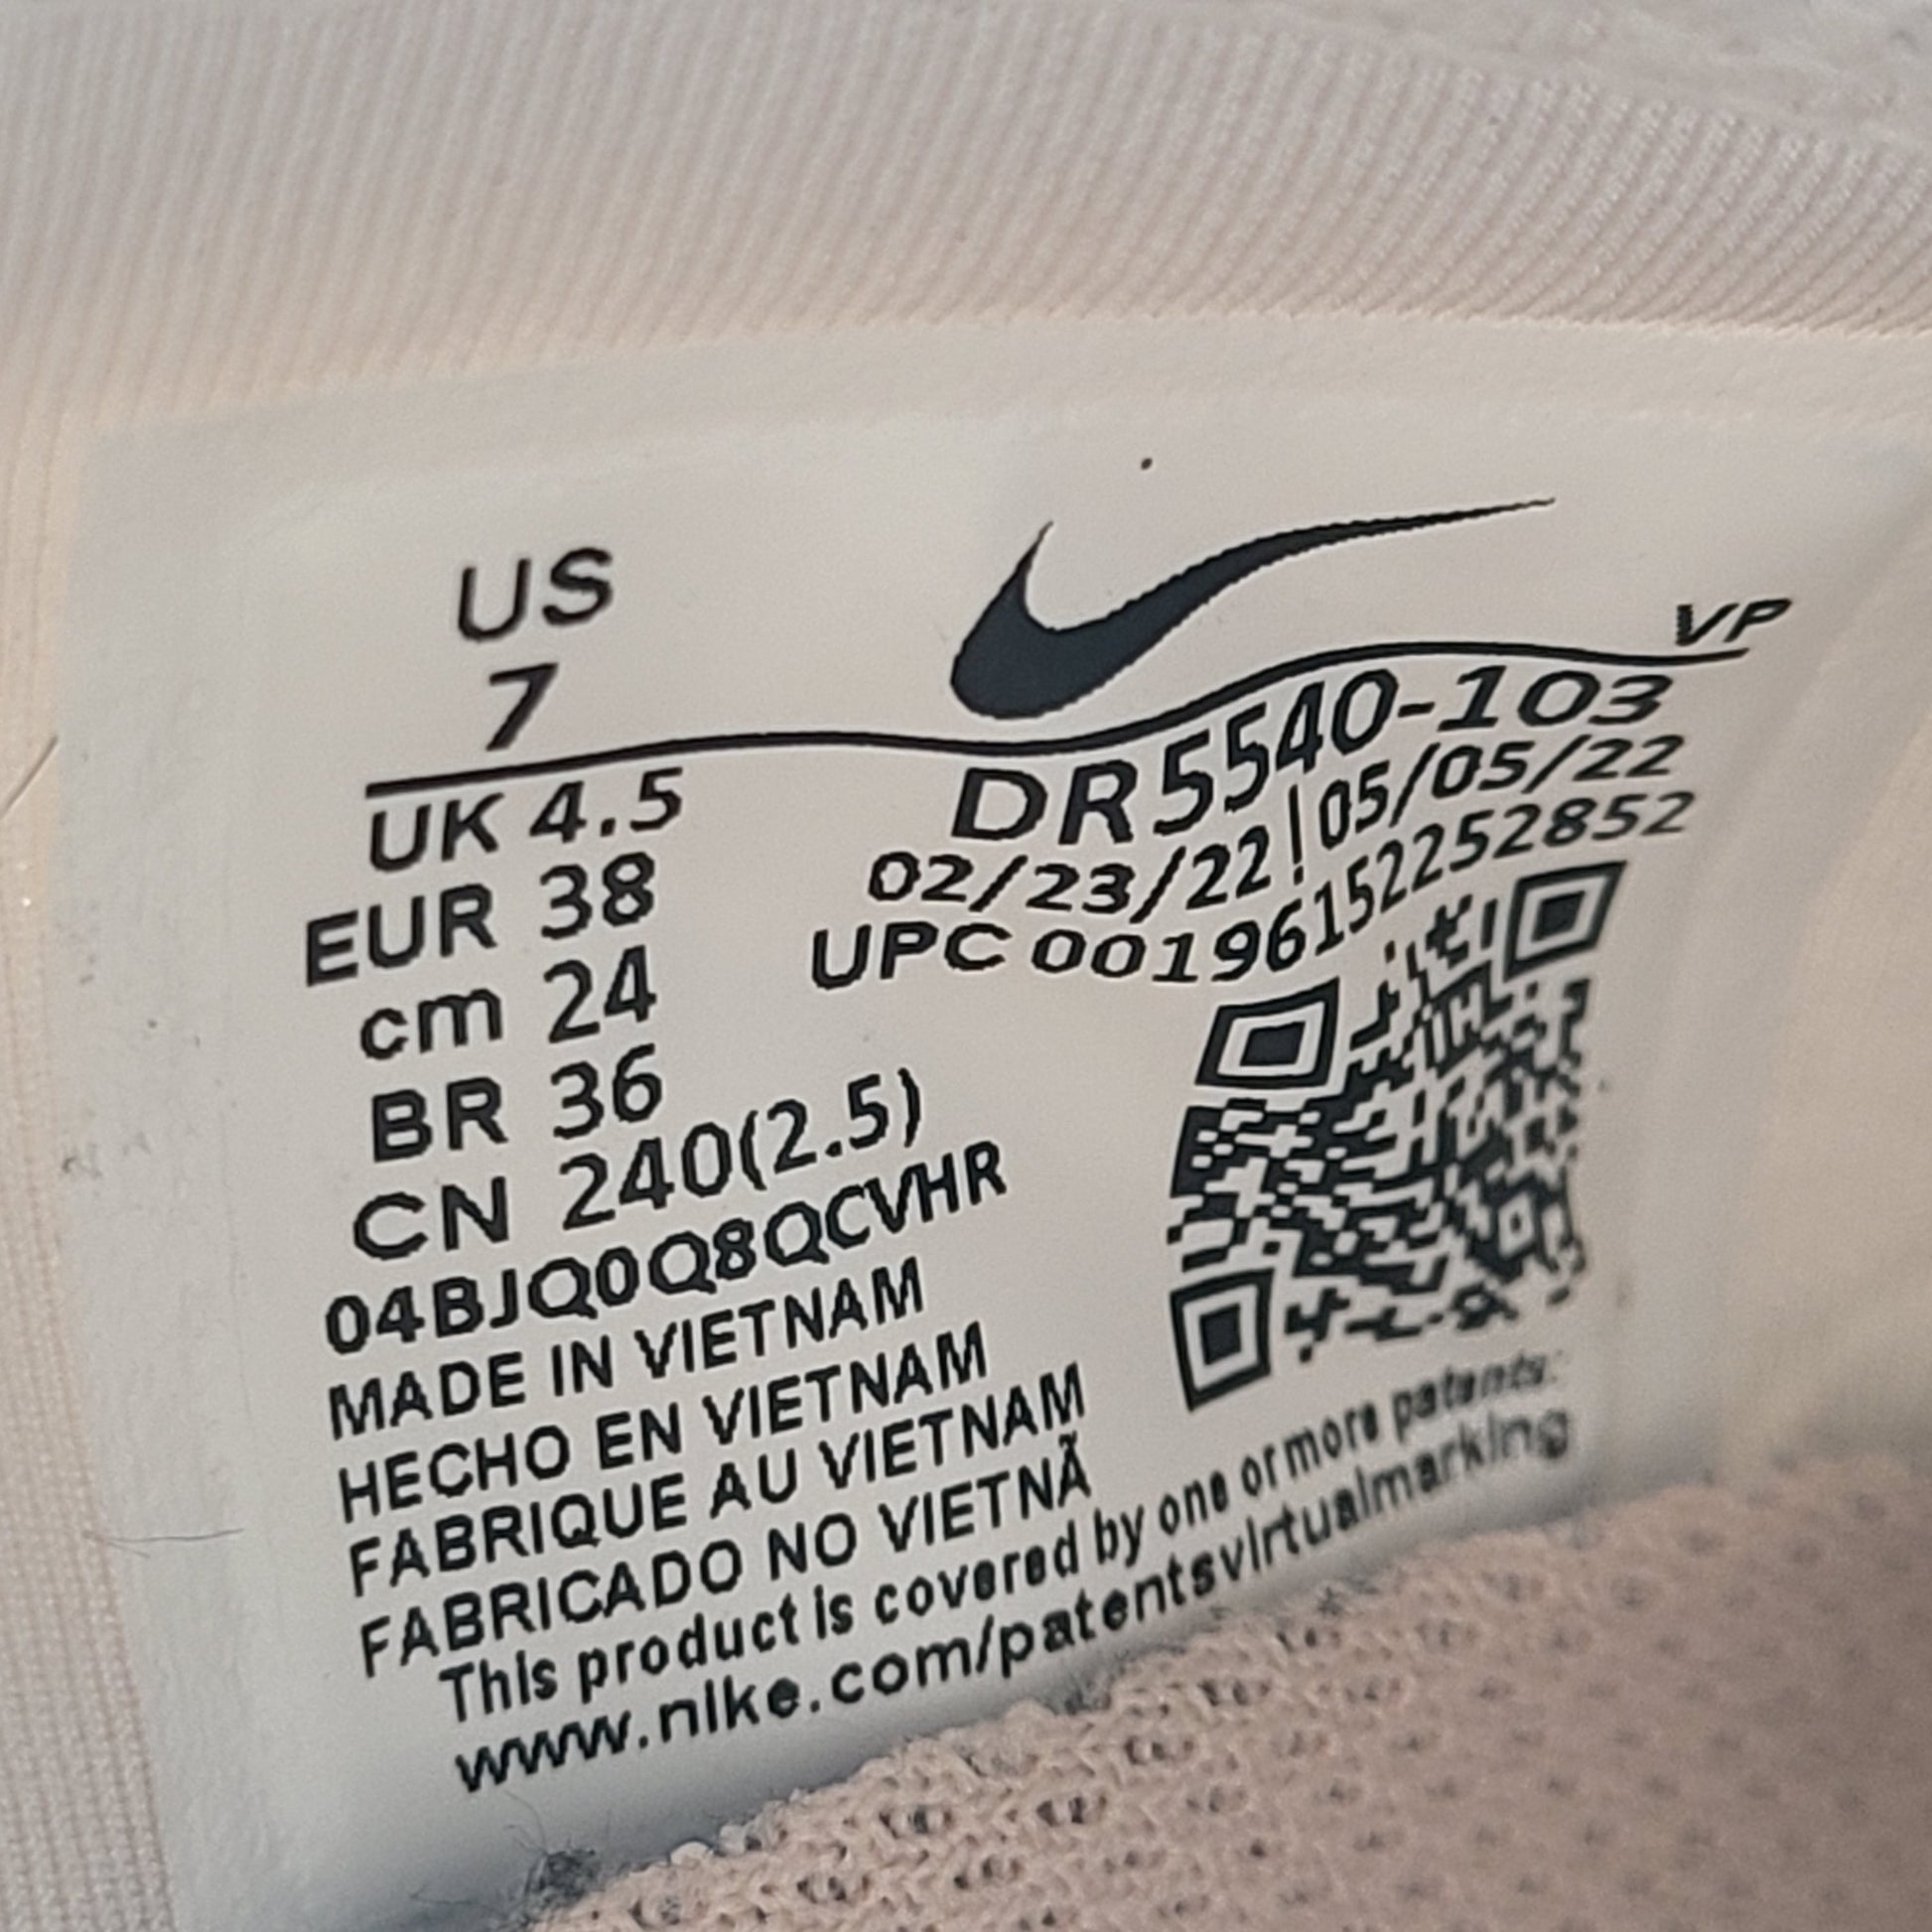 US
7
UK 4.5
EUR 38
cm 24
BR 36
CN 240(2.5)
04BJQ0Q8QCVHR
MADE IN VIETNAM
HECHO EN VIETNAM
FABRIQUE AU VIETNAM
FABRICADO NO VIETNÃ
VP
DR5540-103
02/23/22|05/05/22
UPC 00196152252852
This product is covered by one or more patents:
www.nike.com/patentsvirtualmarking